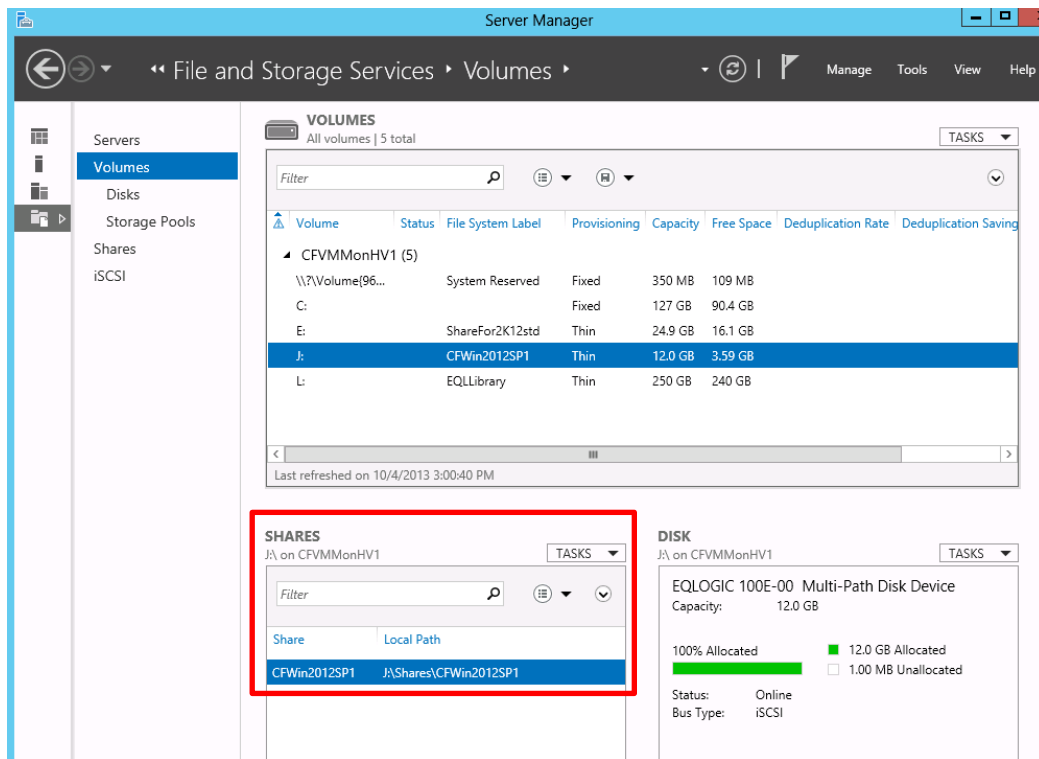 Server Manager
File and Storage Services Volumes
Manage Tools View Help
Servers
Volumes
Disks
Storage Pools
Shares
iSCSI
VOLUMES
All volumes | 5 total
TASKS
Filter
Volume Status File System Label Provisioning Capacity Free Space Deduplication Rate Deduplication Saving
CFVMMonHV1 (5)
\\?\Volume{96... System Reserved Fixed 350 MB 109 MB
C: Fixed 127 GB 90.4 GB
E: ShareFor2K12std Thin 24.9 GB 16.1 GB
J: CFWin2012SP1 Thin 12.0 GB 3.59 GB
L: EQLLibrary Thin 250 GB 240 GB
Last refreshed on 10/4/2013 3:00:40 PM
SHARES
J:\ on CFVMMonHV1
TASKS
Filter
Share Local Path
CFWin2012SP1 J:\Shares\CFWin2012SP1
DISK
J:\ on CFVMMonHV1
TASKS
EQLOGIC 100E-00 Multi-Path Disk Device
Capacity: 12.0 GB
100% Allocated
12.0 GB Allocated
1.00 MB Unallocated
Status: Online
Bus Type: iSCSI